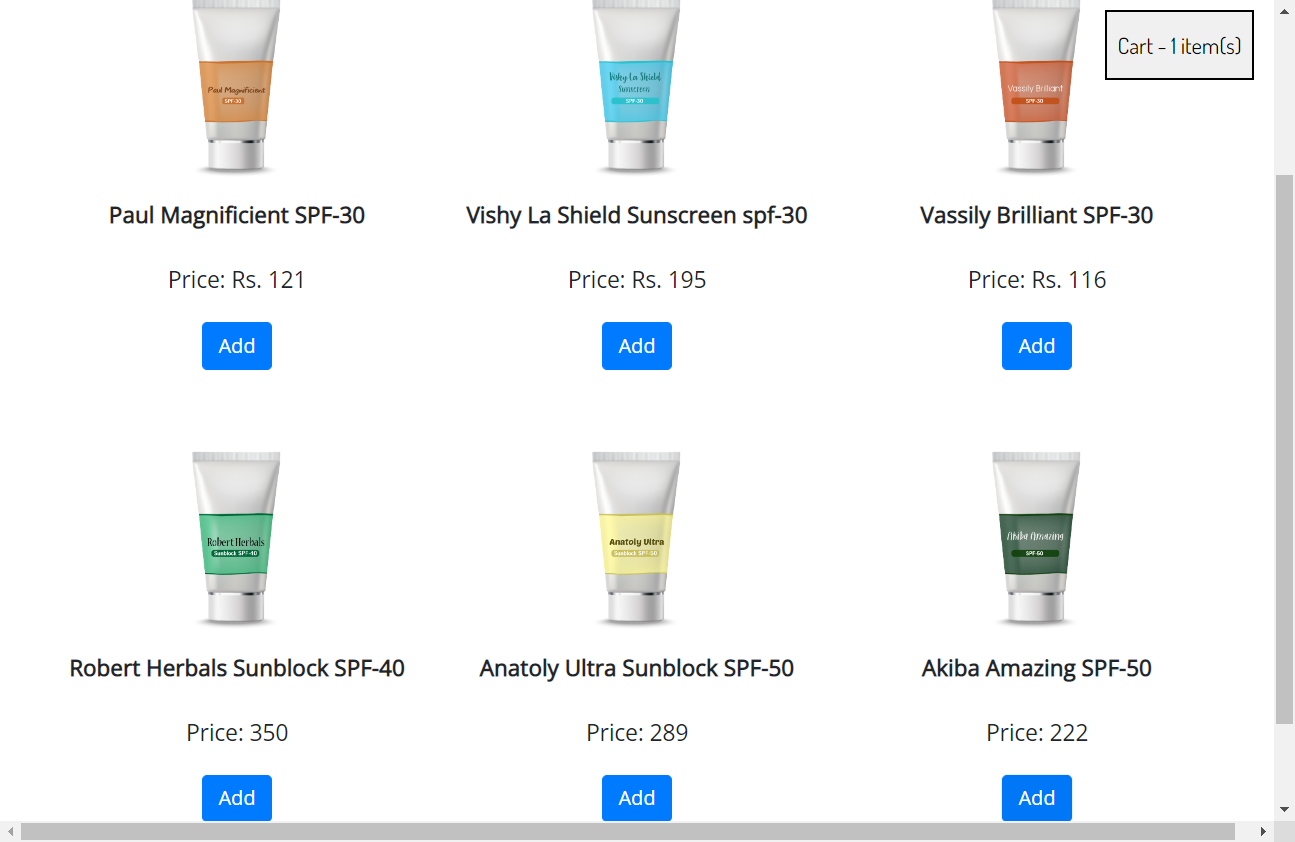 Cart - 1 item(s)
Paul Magnificient
SPF-30
Vishy La Shield
Sunscreen
SPF-30
Vassily Brilliant
SPF-30
Paul Magnificient SPF-30
Vishy La Shield Sunscreen spf-30
Vassily Brilliant SPF-30
Price: Rs. 121
Price: Rs. 195
Price: Rs. 116
Add
Add
Add
Robert Herbals
Sunblock SPF-40
Anatoly Ultra
Sunblock SPF-50
Akiba Amazing
SPF-50
Robert Herbals Sunblock SPF-40
Anatoly Ultra Sunblock SPF-50
Akiba Amazing SPF-50
Price: 350
Price: 289
Price: 222
Add
Add
Add